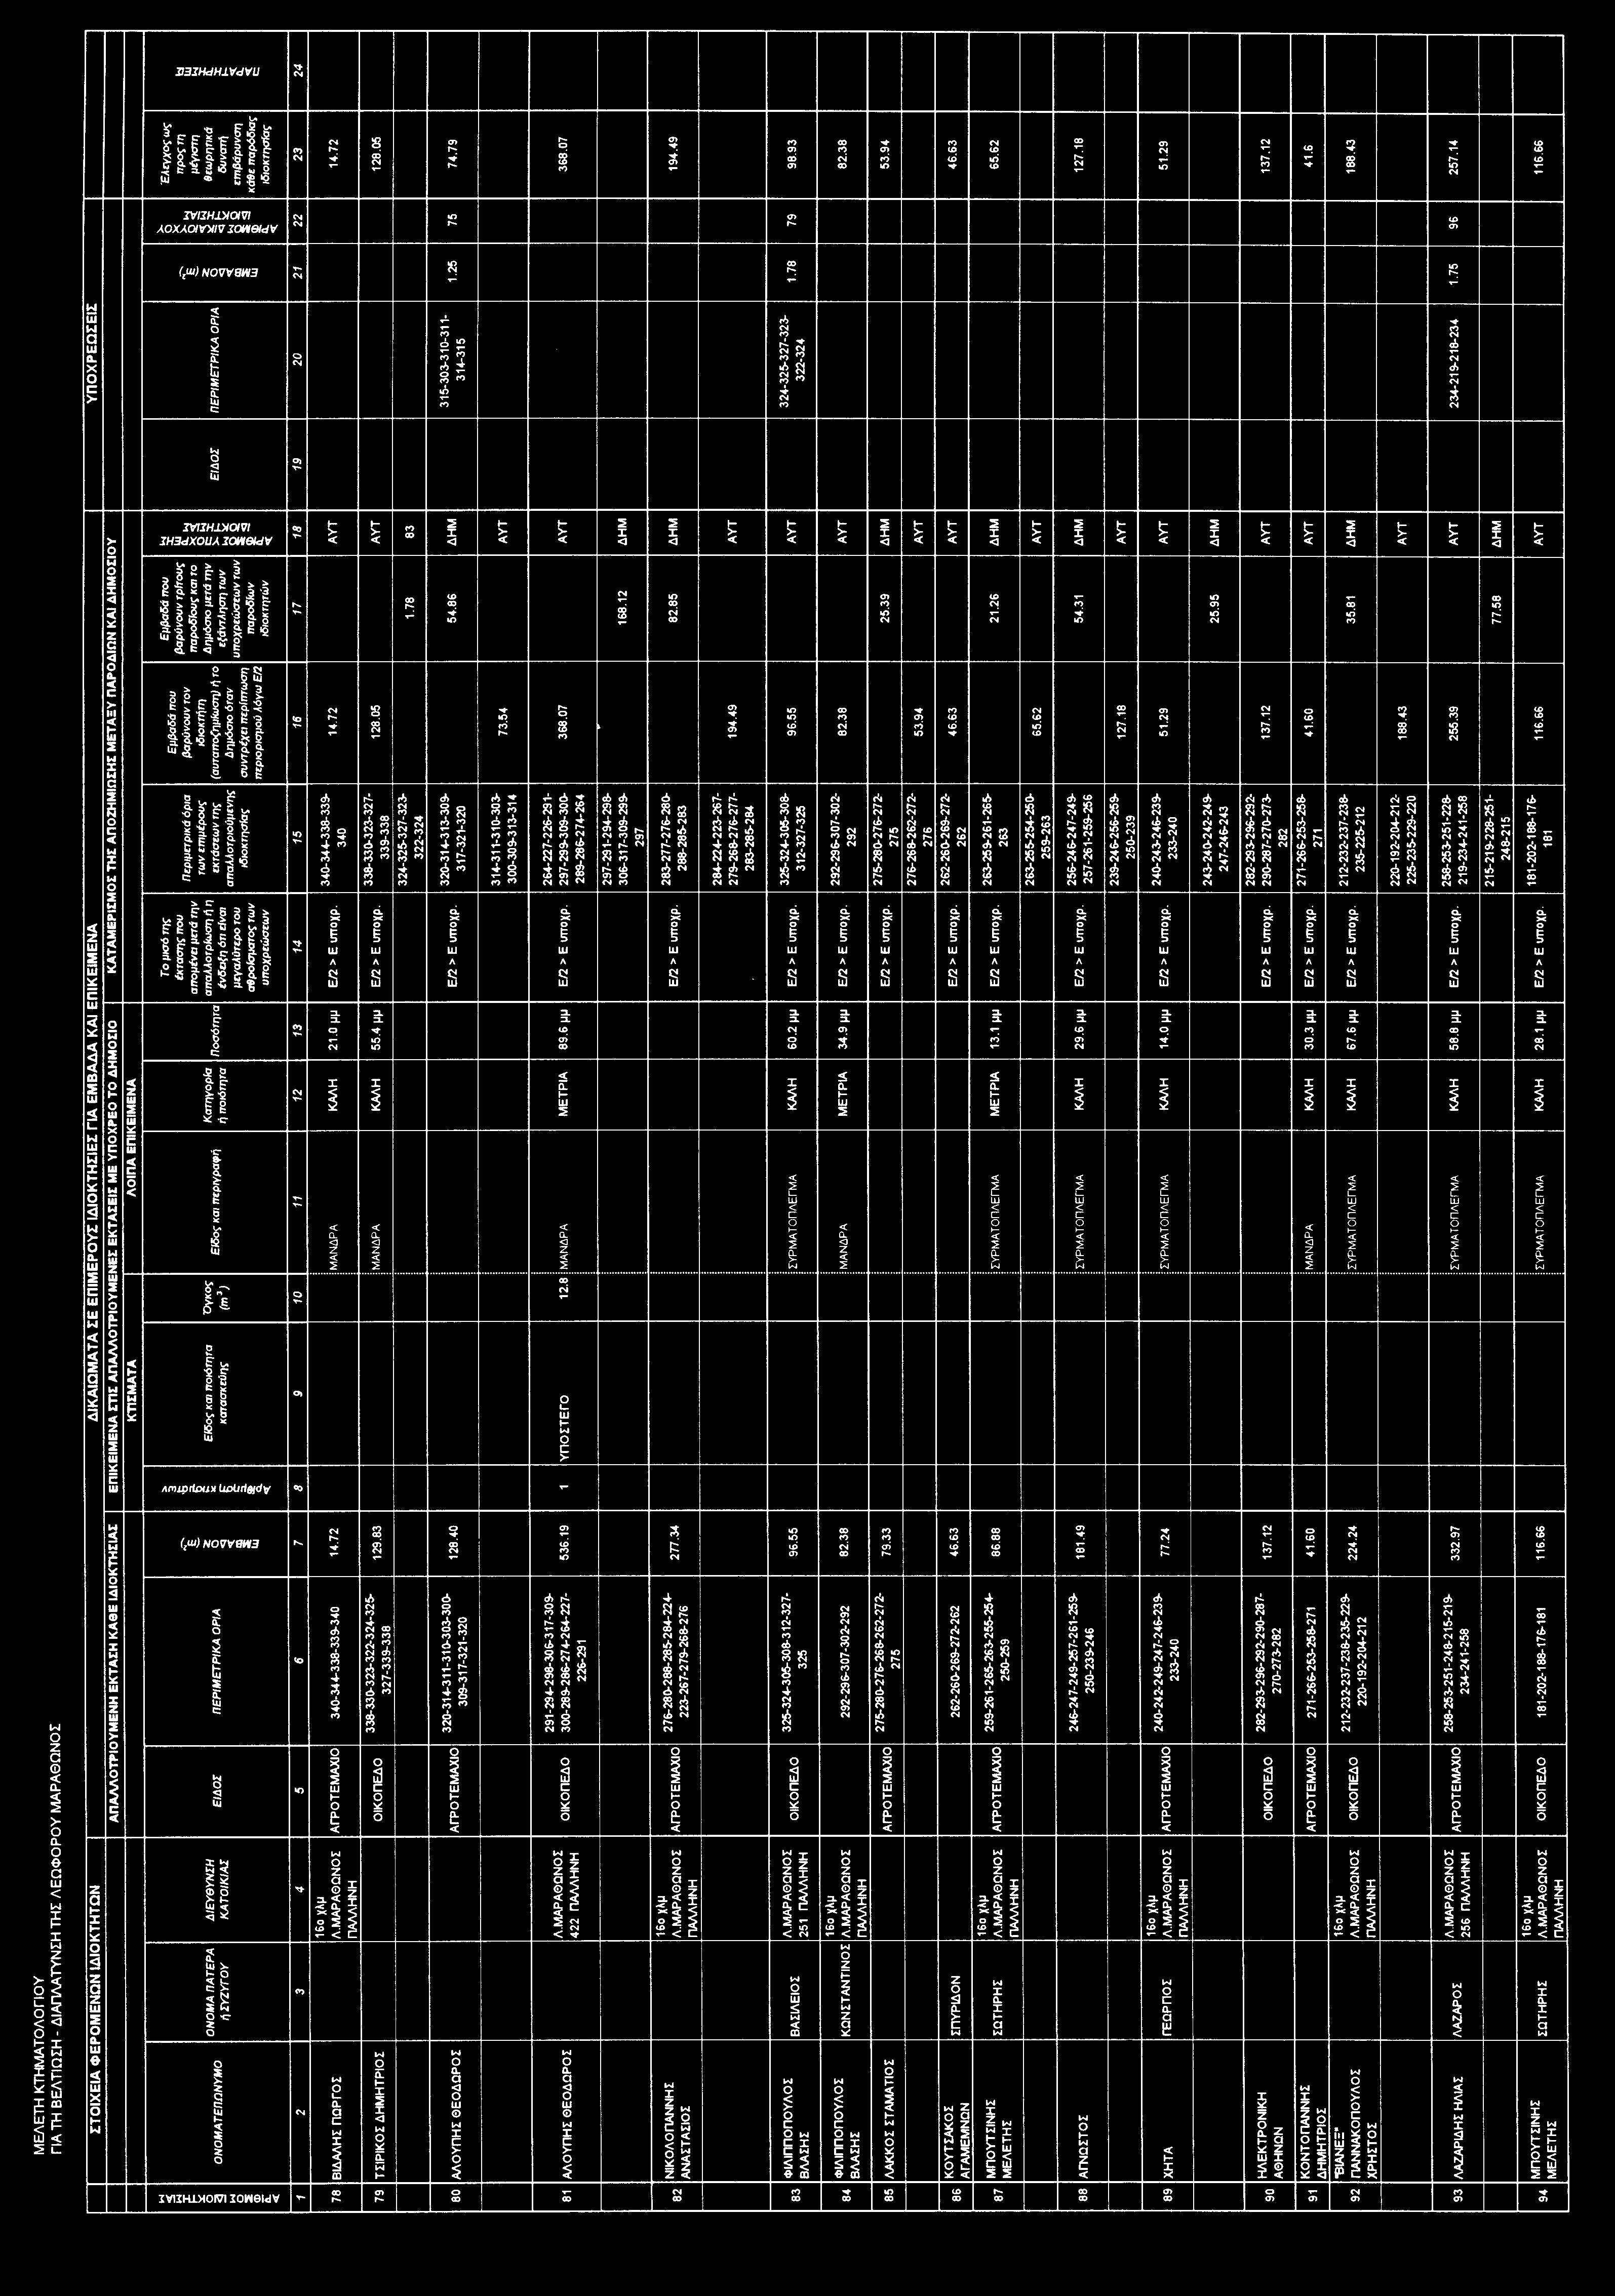 ΜΕΛΕΤΗ ΚΤΗΜΑΤΟΛΟΓΙΟΥ
ΓΙΑ ΤΗ ΒΕΛΤΙΩΣΗ - ΔΙΑΠΛΑΤΥΝΣΗ ΤΗΣ ΛΕΩΦΟΡΟΥ ΜΑΡΑΘΩΝΟΣ
ΣΤΟΙΧΕΙΑ ΦΕΡΟΜΕΝΩΝ ΙΔΙΟΚΤΗΤΩΝ ΔΙΚΑΙΩΜΑΤΑ ΣΕ ΕΠΙΜΕΡΟΥΣ ΙΔΙΟΚΤΗΣΙΕΣ ΓΙΑ ΕΜΒΑΔΑ ΚΑΙ ΕΠΙΚΕΙΜΕΝΑ ΥΠΟΧΡΕΩΣΕΙΣ
ΑΠΑΛΛΟΤΡΙΟΥΜΕΝΗ ΕΚΤΑΣΗ ΚΑΘΕ ΙΔΙΟΚΤΗΣΙΑΣ ΕΠΙΚΕΙΜΕΝΑ ΣΤΙΣ ΑΠΑΛΛΟΤΡΙΟΥΜΕΝΕΣ ΕΚΤΑΣΕΙΣ ΜΕ ΥΠΟΧΡΕΟ ΤΟ ΔΗΜΟΣΙΟ ΚΑΤΑΜΕΡΙΣΜΟΣ ΤΗΣ ΑΠΟΖΗΜΙΩΣΗΣ ΜΕΤΑΞΥ ΠΑΡΟΔΙΩΝ ΚΑΙ ΔΗΜΟΣΙΟΥ
ΚΤΙΣΜΑΤΑ ΛΟΙΠΑ ΕΠΙΚΕΙΜΕΝΑ
ΑΡΙΘΜΟΣ ΙΔΙΟΚΤΗΣΙΑΣ
ΟΝΟΜΑΤΕΠΩΝΥΜΟ
ΟΝΟΜΑ ΠΑΤΕΡΑ
ή ΣΥΖΥΓΟΥ
ΔΙΕΥΘΥΝΣΗ
ΚΑΤΟΙΚΙΑΣ
ΕΙΔΟΣ
ΠΕΡΙΜΕΤΡΙΚΑ ΟΡΙΑ
ΕΜΒΑΔΟΝ (m²)
Αρίθμηση κτισμάτων
Είδος και ποιότητα
κατασκευής
Όγκος
(m³)
Είδος και περιγραφή
Κατηγορία
ή ποιότητα
Ποσότητα
Το μισό της
έκτασης που
απομένει μετά την
απαλλοτρίωση ή η
ένδειξη ότι είναι
μεγαλύτερο του
αθροίσματος των
υποχρεώσεων
Περιμετρικά όρια
των επιμέρους
εκτάσεων της
απαλλοτριούμενης
ιδιοκτησίας
Εμβαδά που
βαρύνουν τον
ιδιοκτήτη
(αυταποζημίωση) ή το
Δημόσιο όταν
συντρέχει περίπτωση
περιορισμού λόγω Ε/2
Εμβαδά που
βαρύνουν τρίτους
παρόδιους και το
Δημόσιο μετά την
εξάντληση των
υποχρεώσεων των
παροδίων
ιδιοκτητών
ΑΡΙΘΜΟΣ ΥΠΟΧΡΕΗΣ
ΙΔΙΟΚΤΗΣΙΑΣ
ΕΙΔΟΣ
ΠΕΡΙΜΕΤΡΙΚΑ ΟΡΙΑ
ΕΜΒΑΔΟΝ (m²)
ΑΡΙΘΜΟΣ ΔΙΚΑΙΟΥΧΟΥ
ΙΔΙΟΚΤΗΣΙΑΣ
Έλεγχος ως
προς τη
μέγιστη
θεωρητικά
δυνατή
επιβάρυνση
κάθε παρόδιας
ιδιοκτησίας
ΠΑΡΑΤΗΡΗΣΕΙΣ
1 2 3 4 5 6 7 8 9 10 11 12 13 14 15 16 17 18 19 20 21 22 23 24
78 ΒΙΔΑΛΗΣ ΓΙΩΡΓΟΣ 16ο χλμ Λ.ΜΑΡΑΘΩΝΟΣ ΠΑΛΛΗΝΗ ΑΓΡΟΤΕΜΑΧΙΟ 340-344-338-339-340 14.72 ΜΑΝΔΡΑ ΚΑΛΗ 21.0 μμ Ε/2 > Ε υποχρ. 340-344-338-339-340 14.72 ΑΥΤ 14.72
79 ΤΣΙΡΙΚΟΣ ΔΗΜΗΤΡΙΟΣ ΟΙΚΟΠΕΔΟ 338-330-323-322-324-325-327-339-338 129.83 ΜΑΝΔΡΑ ΚΑΛΗ 55.4 μμ Ε/2 > Ε υποχρ. 338-330-323-327-339-338 128.05 ΑΥΤ 128.05
324-325-327-323-322-324 1.78 83
80 ΑΛΟΥΠΗΣ ΘΕΟΔΩΡΟΣ ΑΓΡΟΤΕΜΑΧΙΟ 320-314-311-310-303-300-309-317-321-320 128.40 Ε/2 > Ε υποχρ. 320-314-313-309-317-321-320 54.86 ΔΗΜ 315-303-310-311-314-315 1.25 75 74.79
314-311-310-303-300-309-313-314 73.54 ΑΥΤ
81 ΑΛΟΥΠΗΣ ΘΕΟΔΩΡΟΣ Λ.ΜΑΡΑΘΩΝΟΣ 422 ΠΑΛΛΗΝΗ ΟΙΚΟΠΕΔΟ 291-294-298-306-317-309-300-289-286-274-264-227-226-291 536.19 1 ΥΠΟΣΤΕΓΟ 12.8 ΜΑΝΔΡΑ ΜΕΤΡΙΑ 89.6 μμ Ε/2 > Ε υποχρ. 264-227-226-291-297-299-309-300-289-286-274-264 368.07 ΑΥΤ 368.07
297-291-294-298-306-317-309-299-297 168.12 ΔΗΜ
82 ΝΙΚΟΛΟΓΙΑΝΝΗΣ ΑΝΑΣΤΑΣΙΟΣ 16ο χλμ Λ.ΜΑΡΑΘΩΝΟΣ ΠΑΛΛΗΝΗ ΑΓΡΟΤΕΜΑΧΙΟ 276-280-288-285-284-224-223-267-279-268-276 277.34 Ε/2 > Ε υποχρ. 283-277-276-280-288-285-283 82.85 ΔΗΜ 194.49
284-224-223-267-279-268-276-277-283-285-284 194.49 ΑΥΤ
83 ΦΙΛΙΠΠΟΠΟΥΛΟΣ ΒΛΑΣΗΣ ΒΑΣΙΛΕΙΟΣ Λ.ΜΑΡΑΘΩΝΟΣ 251 ΠΑΛΛΗΝΗ ΟΙΚΟΠΕΔΟ 325-324-305-308-312-327-325 96.55 ΣΥΡΜΑΤΟΠΛΕΓΜΑ ΚΑΛΗ 60.2 μμ Ε/2 > Ε υποχρ. 325-324-305-308-312-327-325 96.55 ΑΥΤ 324-325-327-323-322-324 1.78 79 98.93
84 ΦΙΛΙΠΠΟΠΟΥΛΟΣ ΒΛΑΣΗΣ ΚΩΝΣΤΑΝΤΙΝΟΣ 16ο χλμ Λ.ΜΑΡΑΘΩΝΟΣ ΠΑΛΛΗΝΗ 292-296-307-302-292 82.38 ΜΑΝΔΡΑ ΜΕΤΡΙΑ 34.9 μμ Ε/2 > Ε υποχρ. 292-296-307-302-292 82.38 ΑΥΤ 82.38
85 ΛΑΚΚΟΣ ΣΤΑΜΑΤΙΟΣ ΑΓΡΟΤΕΜΑΧΙΟ 275-280-276-268-262-272-275 79.33 Ε/2 > Ε υποχρ. 275-280-276-272-275 25.39 ΔΗΜ 53.94
276-268-262-272-276 53.94 ΑΥΤ
86 ΚΟΥΤΣΑΚΟΣ ΑΓΑΜΕΜΝΩΝ ΣΠΥΡΙΔΩΝ 262-260-269-272-262 46.63 Ε/2 > Ε υποχρ. 262-260-269-272-262 46.63 ΑΥΤ 46.63
87 ΜΠΟΥΤΣΙΝΗΣ ΜΕΛΕΤΗΣ ΣΩΤΗΡΗΣ 16ο χλμ Λ.ΜΑΡΑΘΩΝΟΣ ΠΑΛΛΗΝΗ ΑΓΡΟΤΕΜΑΧΙΟ 259-261-265-263-255-254-250-259 86.88 ΣΥΡΜΑΤΟΠΛΕΓΜΑ ΜΕΤΡΙΑ 13.1 μμ Ε/2 > Ε υποχρ. 263-259-261-265-263 21.26 ΔΗΜ 65.62
263-255-254-250-259-263 65.62 ΑΥΤ
88 ΑΓΝΩΣΤΟΣ 246-247-249-257-261-259-250-239-246 181.49 ΣΥΡΜΑΤΟΠΛΕΓΜΑ ΚΑΛΗ 29.6 μμ Ε/2 > Ε υποχρ. 256-246-247-249-257-261-259-256 54.31 ΔΗΜ 127.18
239-246-256-259-250-239 127.18 ΑΥΤ
89 ΧΗΤΑ ΓΕΩΡΓΙΟΣ 16ο χλμ Λ.ΜΑΡΑΘΩΝΟΣ ΠΑΛΛΗΝΗ ΑΓΡΟΤΕΜΑΧΙΟ 240-242-249-247-246-239-233-240 77.24 ΣΥΡΜΑΤΟΠΛΕΓΜΑ ΚΑΛΗ 14.0 μμ Ε/2 > Ε υποχρ. 240-243-246-239-233-240 51.29 ΑΥΤ 51.29
243-240-242-249-247-246-243 25.95 ΔΗΜ
90 ΗΛΕΚΤΡΟΝΙΚΗ ΑΘΗΝΩΝ ΟΙΚΟΠΕΔΟ 282-293-296-292-290-287-270-273-282 137.12 Ε/2 > Ε υποχρ. 282-293-296-292-290-287-270-273-282 137.12 ΑΥΤ 137.12
91 ΚΟΝΤΟΓΙΑΝΝΗΣ ΔΗΜΗΤΡΙΟΣ ΑΓΡΟΤΕΜΑΧΙΟ 271-266-253-258-271 41.60 ΜΑΝΔΡΑ ΚΑΛΗ 30.3 μμ Ε/2 > Ε υποχρ. 271-266-253-258-271 41.60 ΑΥΤ 41.6
92 "ΒΙΑΝΕΞ" ΓΙΑΝΝΑΚΟΠΟΥΛΟΣ ΧΡΗΣΤΟΣ 16ο χλμ Λ.ΜΑΡΑΘΩΝΟΣ ΠΑΛΛΗΝΗ ΟΙΚΟΠΕΔΟ 212-232-237-238-235-229-220-192-204-212 224.24 ΣΥΡΜΑΤΟΠΛΕΓΜΑ ΚΑΛΗ 67.6 μμ Ε/2 > Ε υποχρ. 212-232-237-238-235-225-212 35.81 ΔΗΜ 188.43
220-192-204-212-225-235-229-220 188.43 ΑΥΤ
93 ΛΑΖΑΡΙΔΗΣ ΗΛΙΑΣ ΛΑΖΑΡΟΣ Λ.ΜΑΡΑΘΩΝΟΣ 256 ΠΑΛΛΗΝΗ ΑΓΡΟΤΕΜΑΧΙΟ 258-253-251-248-215-219-234-241-258 332.97 ΣΥΡΜΑΤΟΠΛΕΓΜΑ ΚΑΛΗ 58.8 μμ Ε/2 > Ε υποχρ. 258-253-251-228-219-234-241-258 255.39 ΑΥΤ 234-219-218-234 1.75 96 257.14
215-219-228-251-248-215 77.58 ΔΗΜ
94 ΜΠΟΥΤΣΙΝΗΣ ΜΕΛΕΤΗΣ ΣΩΤΗΡΗΣ 16ο χλμ Λ.ΜΑΡΑΘΩΝΟΣ ΠΑΛΛΗΝΗ ΟΙΚΟΠΕΔΟ 181-202-188-176-181 116.66 ΣΥΡΜΑΤΟΠΛΕΓΜΑ ΚΑΛΗ 28.1 μμ Ε/2 > Ε υποχρ. 181-202-188-176-181 116.66 ΑΥΤ 116.66